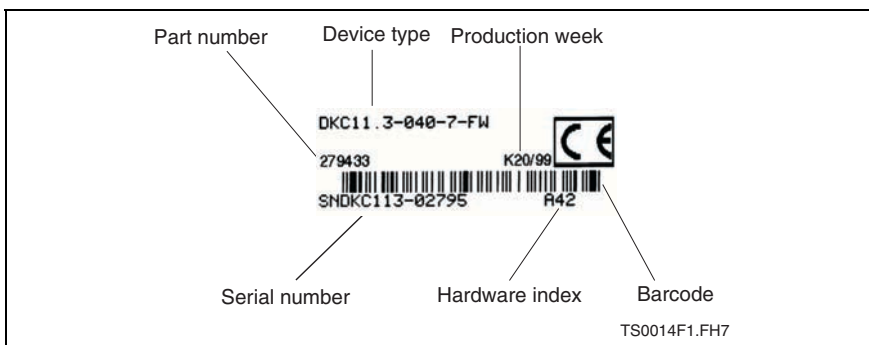 Part number Device type Production week
DKC11.3-040-7-FW
CE
279433 K20/99
SNDKC113-02795 A42
Serial number Hardware index Barcode
TS0014F1.FH7